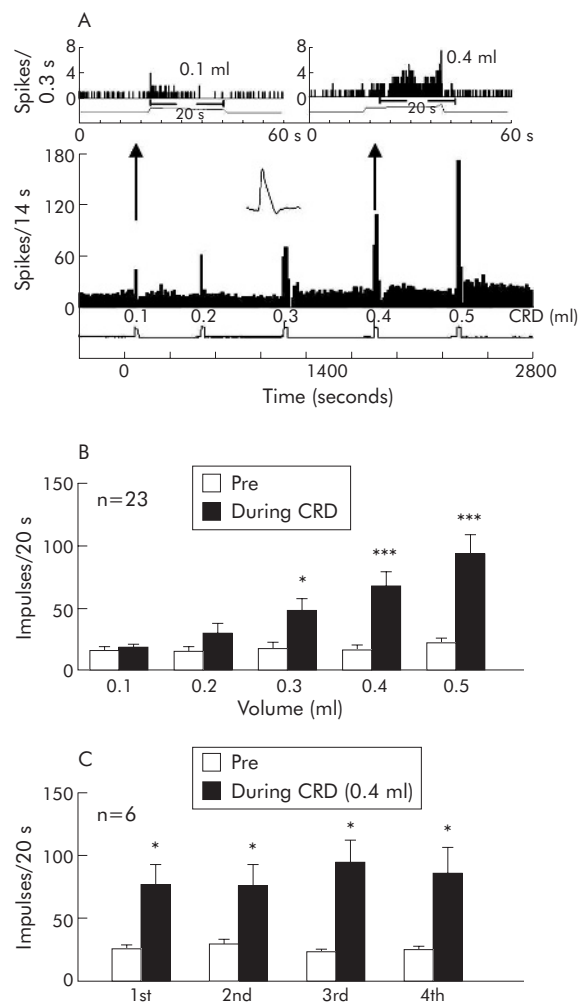 A
Spikes/
0.3 s
8
4
0
0.1 ml
20 s
0
60 s
8
4
0
0.4 ml
20 s
0
60 s
Spikes/14 s
180
120
60
0
0.1
0.2
0.3
0.4
0.5
CRD (ml)
0
1400
2800
Time (seconds)
B
Impulses/20 s
150
100
50
0
n=23
Pre
During CRD
*
***
***
0.1
0.2
0.3
0.4
0.5
Volume (ml)
C
Impulses/20 s
150
100
50
0
n=6
Pre
During CRD (0.4 ml)
*
*
*
*
1st
2nd
3rd
4th